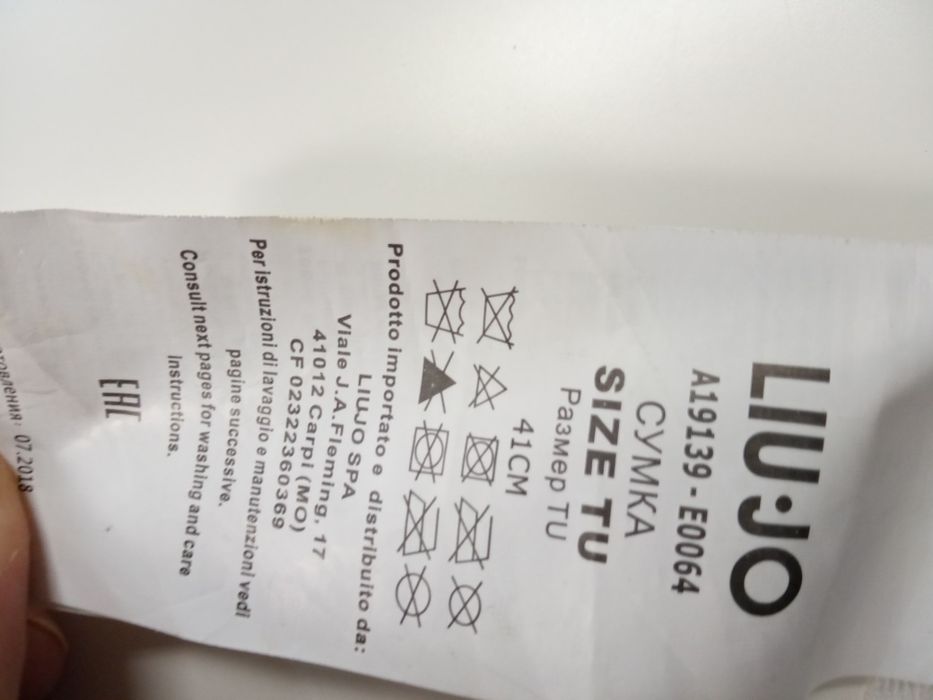 LIU·JO
A19139-E0064
СУМКА
SIZE TU
Размер TU
41CM
Prodotto importato e distribuito da:
LIUJO SPA
Viale J.A.Fleming, 17
41012 Carpi (MO)
CF 02322360369
Per istruzioni di lavaggio e manutenzioni vedi
pagine successive.
Consult next pages for washing and care
instructions.
EAC
07.2018